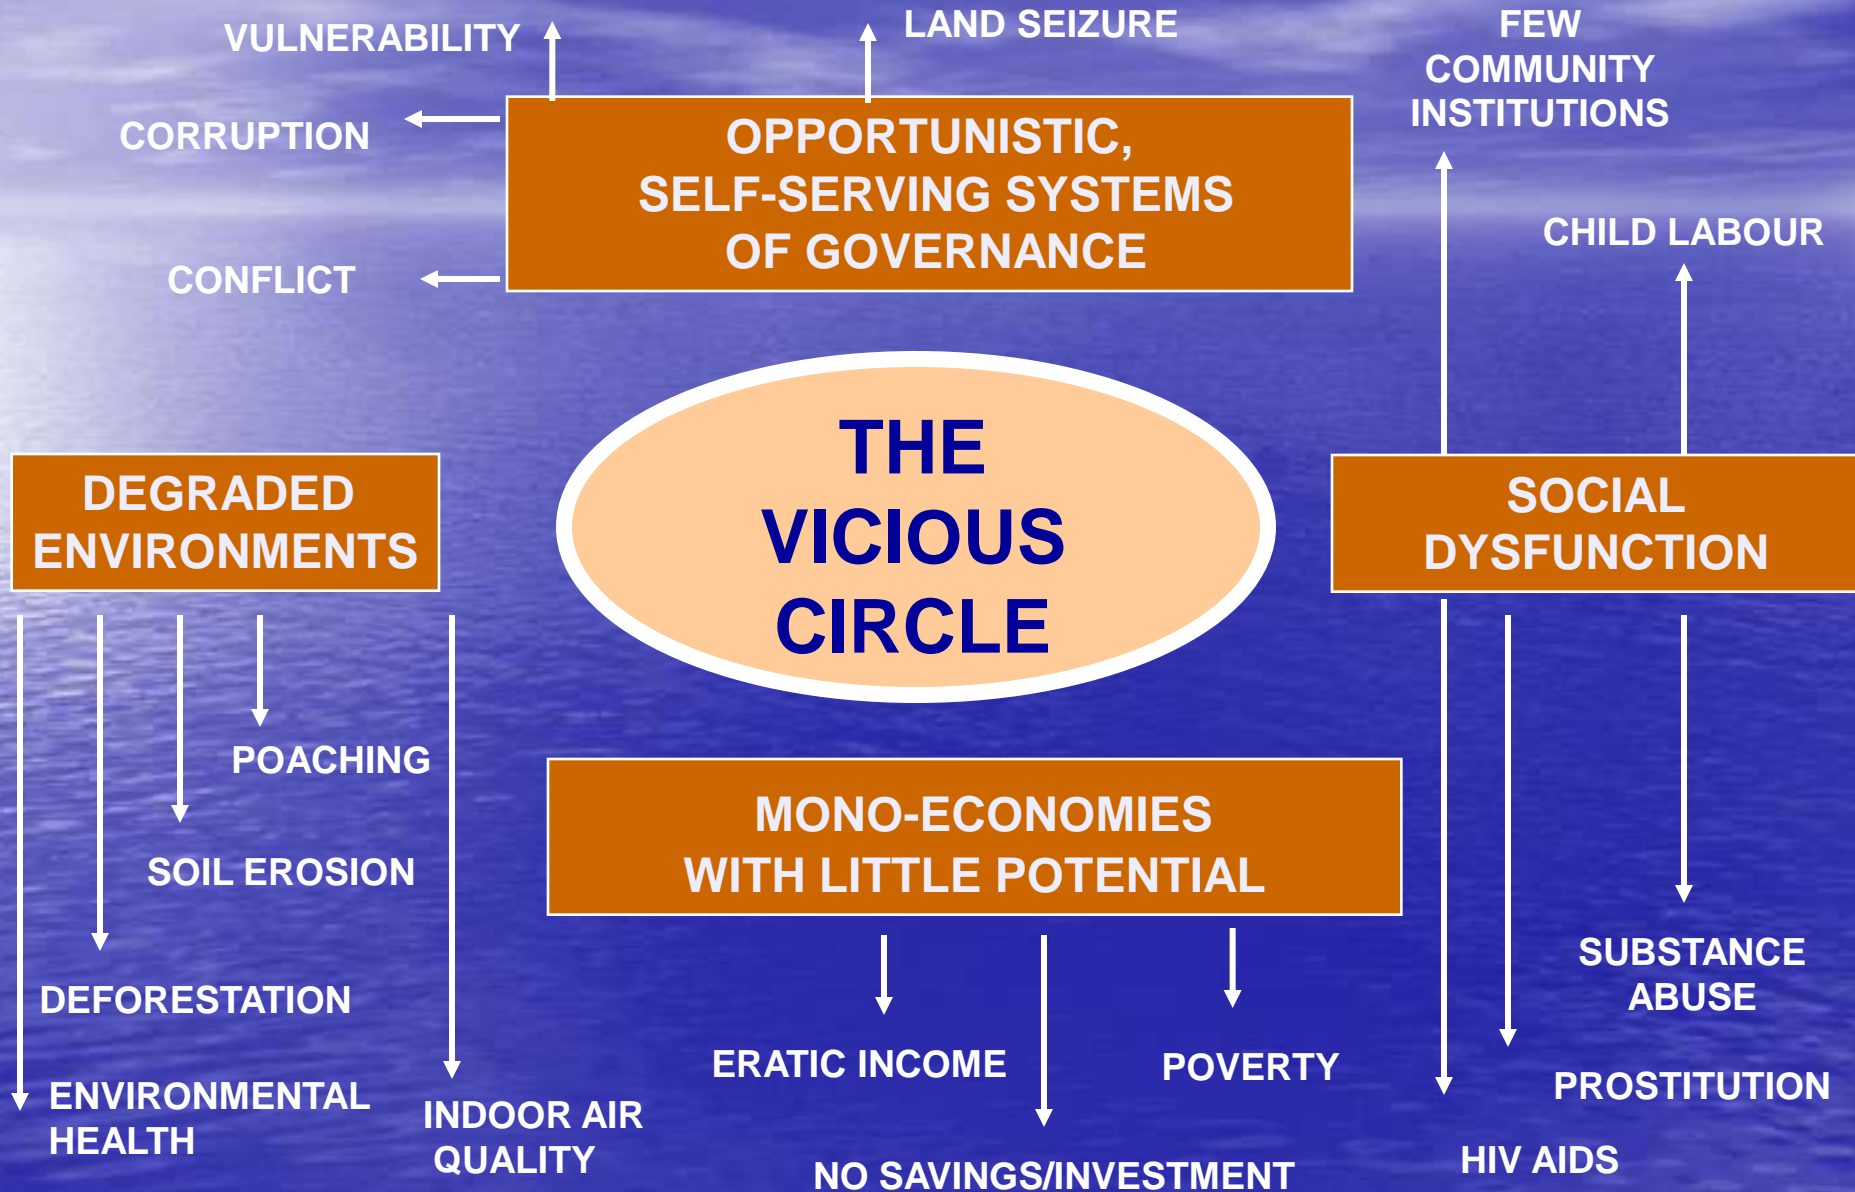 VULNERABILITY
LAND SEIZURE
FEW
COMMUNITY
INSTITUTIONS
CORRUPTION
OPPORTUNISTIC,
SELF-SERVING SYSTEMS
OF GOVERNANCE
CHILD LABOUR
CONFLICT
THE
VICIOUS
CIRCLE
DEGRADED
ENVIRONMENTS
SOCIAL
DYSFUNCTION
POACHING
MONO-ECONOMIES
WITH LITTLE POTENTIAL
SOIL EROSION
SUBSTANCE
ABUSE
DEFORESTATION
ERATIC INCOME
POVERTY
PROSTITUTION
ENVIRONMENTAL
HEALTH
INDOOR AIR
QUALITY
NO SAVINGS/INVESTMENT
HIV AIDS